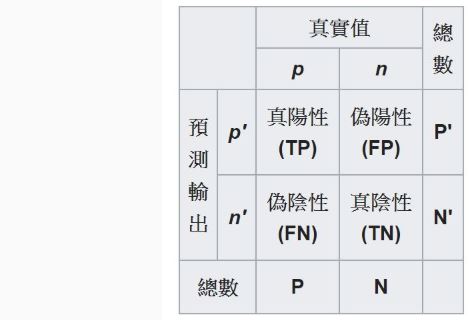 真實值
總數
p
n
預測輸出
p'
真陽性
(TP)
偽陽性
(FP)
P'
n'
偽陰性
(FN)
真陰性
(TN)
N'
總數
P
N